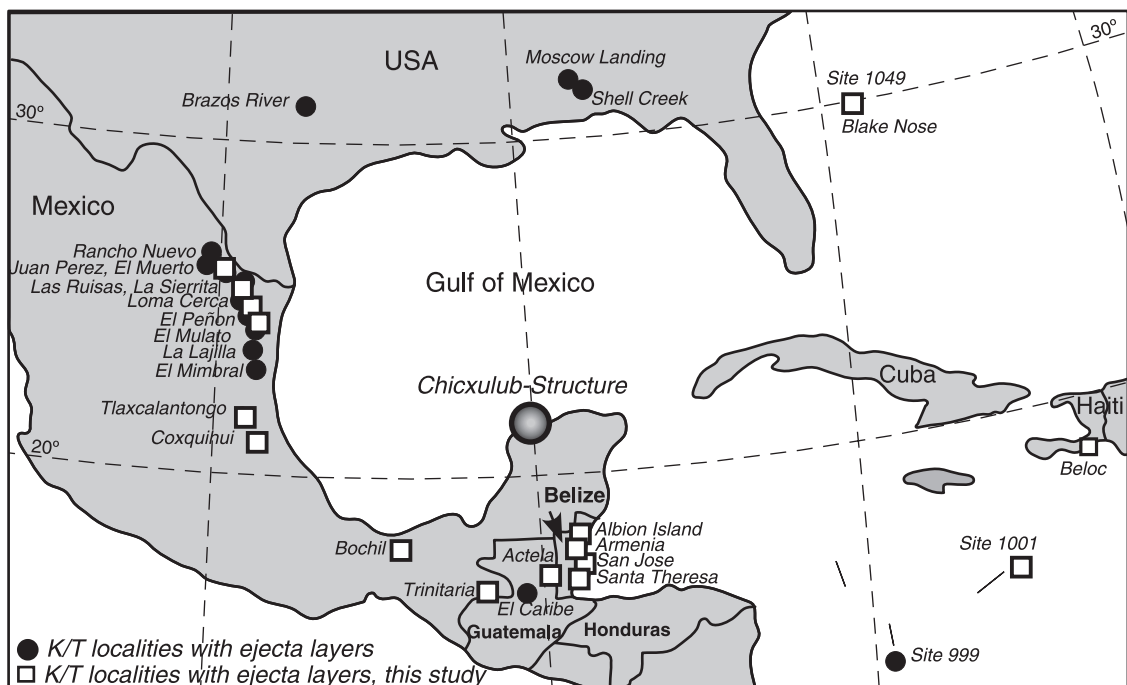 USA
Moscow Landing
Shell Creek
Brazos River
Site 1049
Blake Nose
30º
30º
Mexico
Rancho Nuevo
Juan Perez, El Muerto
Las Ruisas, La Sierrita
Loma Cerca
El Peñon
El Mulato
La Lajilla
El Mimbral
Gulf of Mexico
Chicxulub-Structure
Cuba
Haiti
Beloc
Tlaxcalantongo
Coxquihui
20º
Belize
Albion Island
Armenia
San Jose
Santa Theresa
Bochil
Actela
Trinitaria
El Caribe
Guatemala
Honduras
Site 1001
Site 999
K/T localities with ejecta layers
K/T localities with ejecta layers, this study